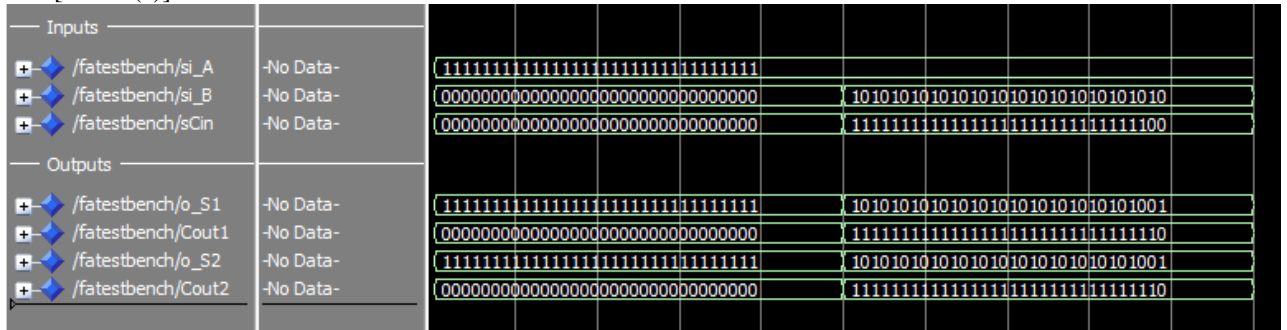 Inputs
/fatestbench/si_A -No Data- 11111111111111111111111111111111
/fatestbench/si_B -No Data- 00000000000000000000000000000000 10101010101010101010101010101010
/fatestbench/sCin -No Data- 00000000000000000000000000000000 11111111111111111111111111111100
Outputs
/fatestbench/o_S1 -No Data- 11111111111111111111111111111111 10101010101010101010101010101001
/fatestbench/Cout1 -No Data- 00000000000000000000000000000000 11111111111111111111111111111110
/fatestbench/o_S2 -No Data- 11111111111111111111111111111111 10101010101010101010101010101001
/fatestbench/Cout2 -No Data- 00000000000000000000000000000000 11111111111111111111111111111110